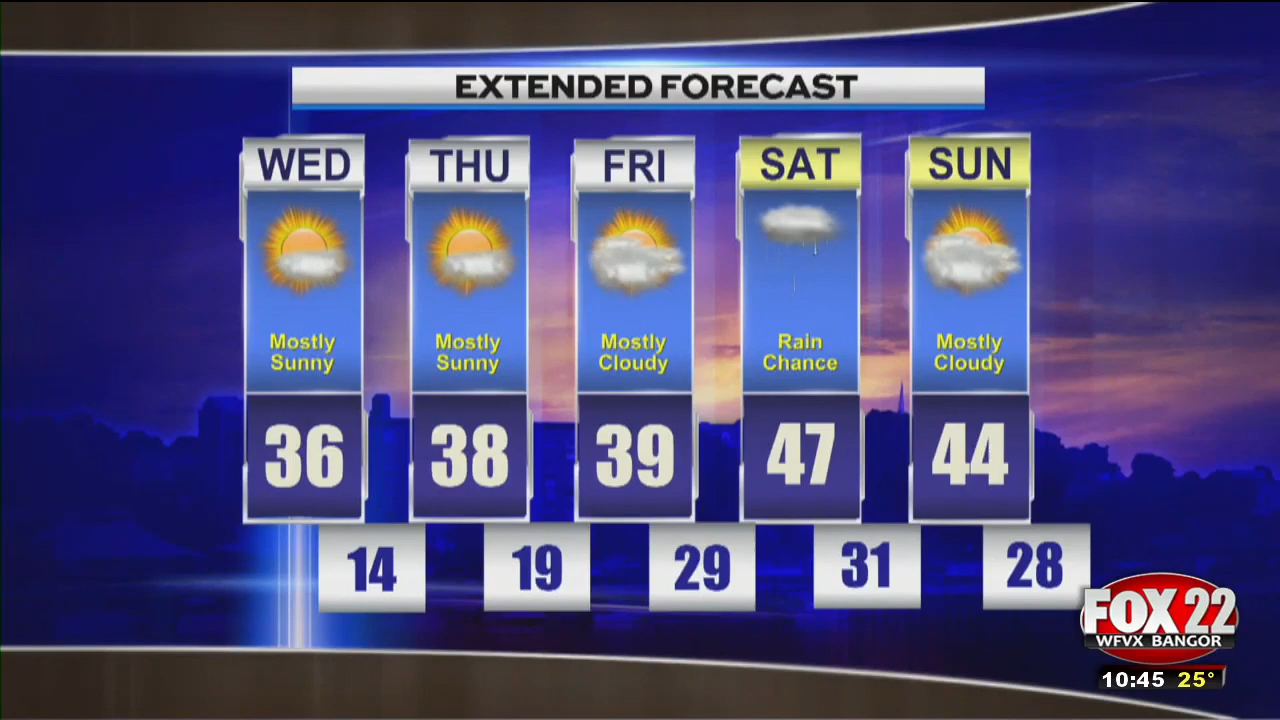 EXTENDED FORECAST
WED THU FRI SAT SUN
Mostly Sunny
Mostly Sunny
Mostly Cloudy
Rain Chance
Mostly Cloudy
36 38 39 47 44
14 19 29 31 28
FOX 22
WFVX BANGOR
10:45 25°